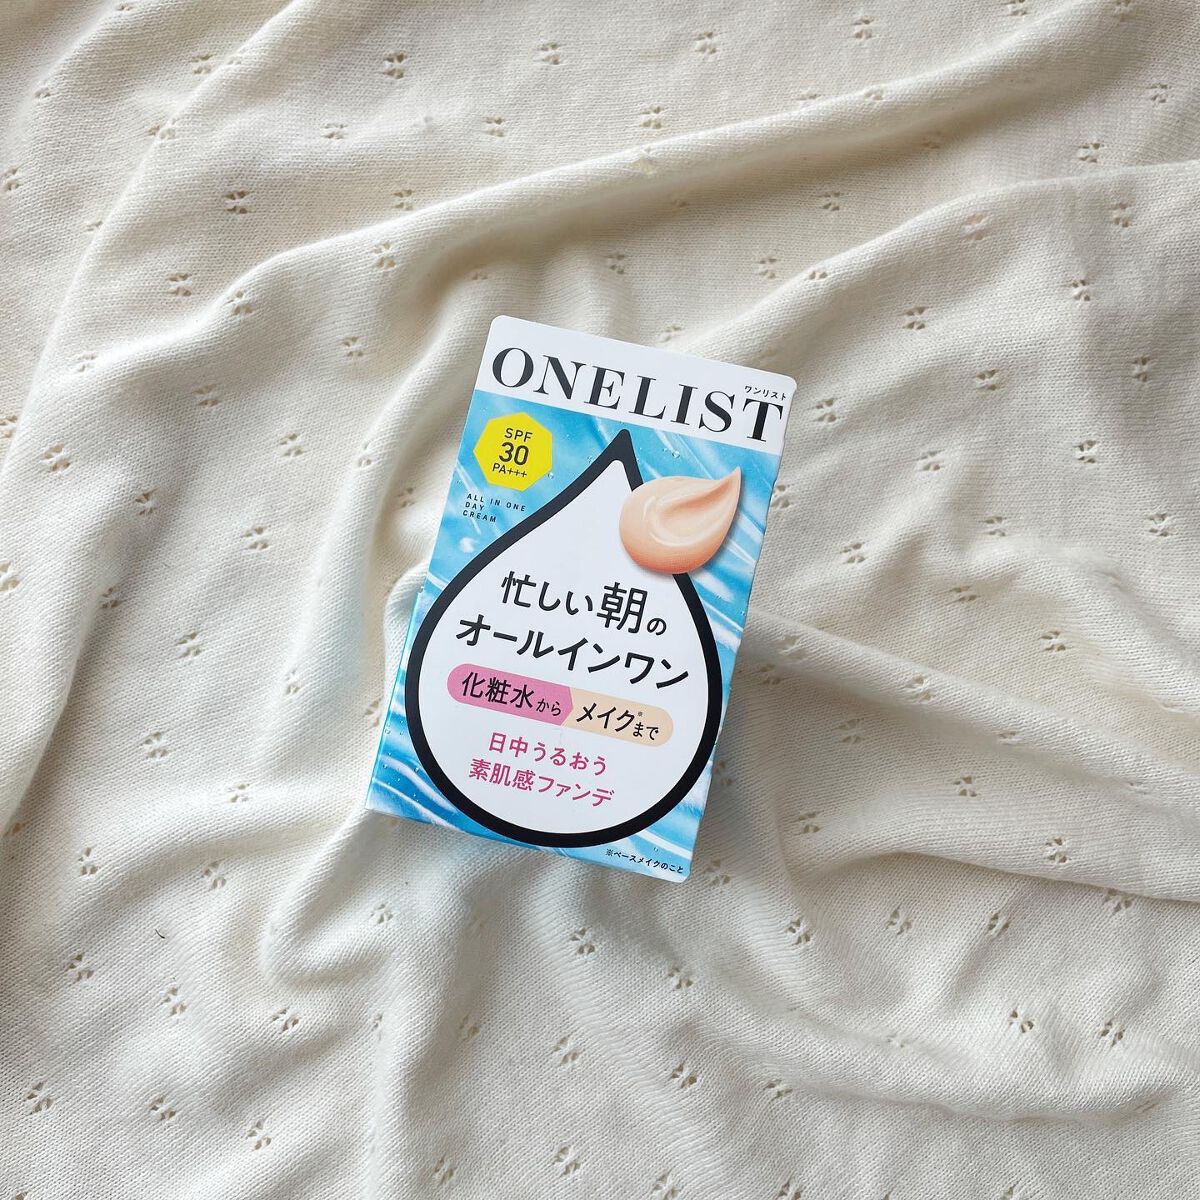 ONELIST
ワンリスト
SPF
30
PA+++
ALL IN ONE
DAY
CREAM
忙しい朝の
オールインワン
化粧水から
メイク※まで
日中うるおう
素肌感ファンデ
※ベースメイクのこと